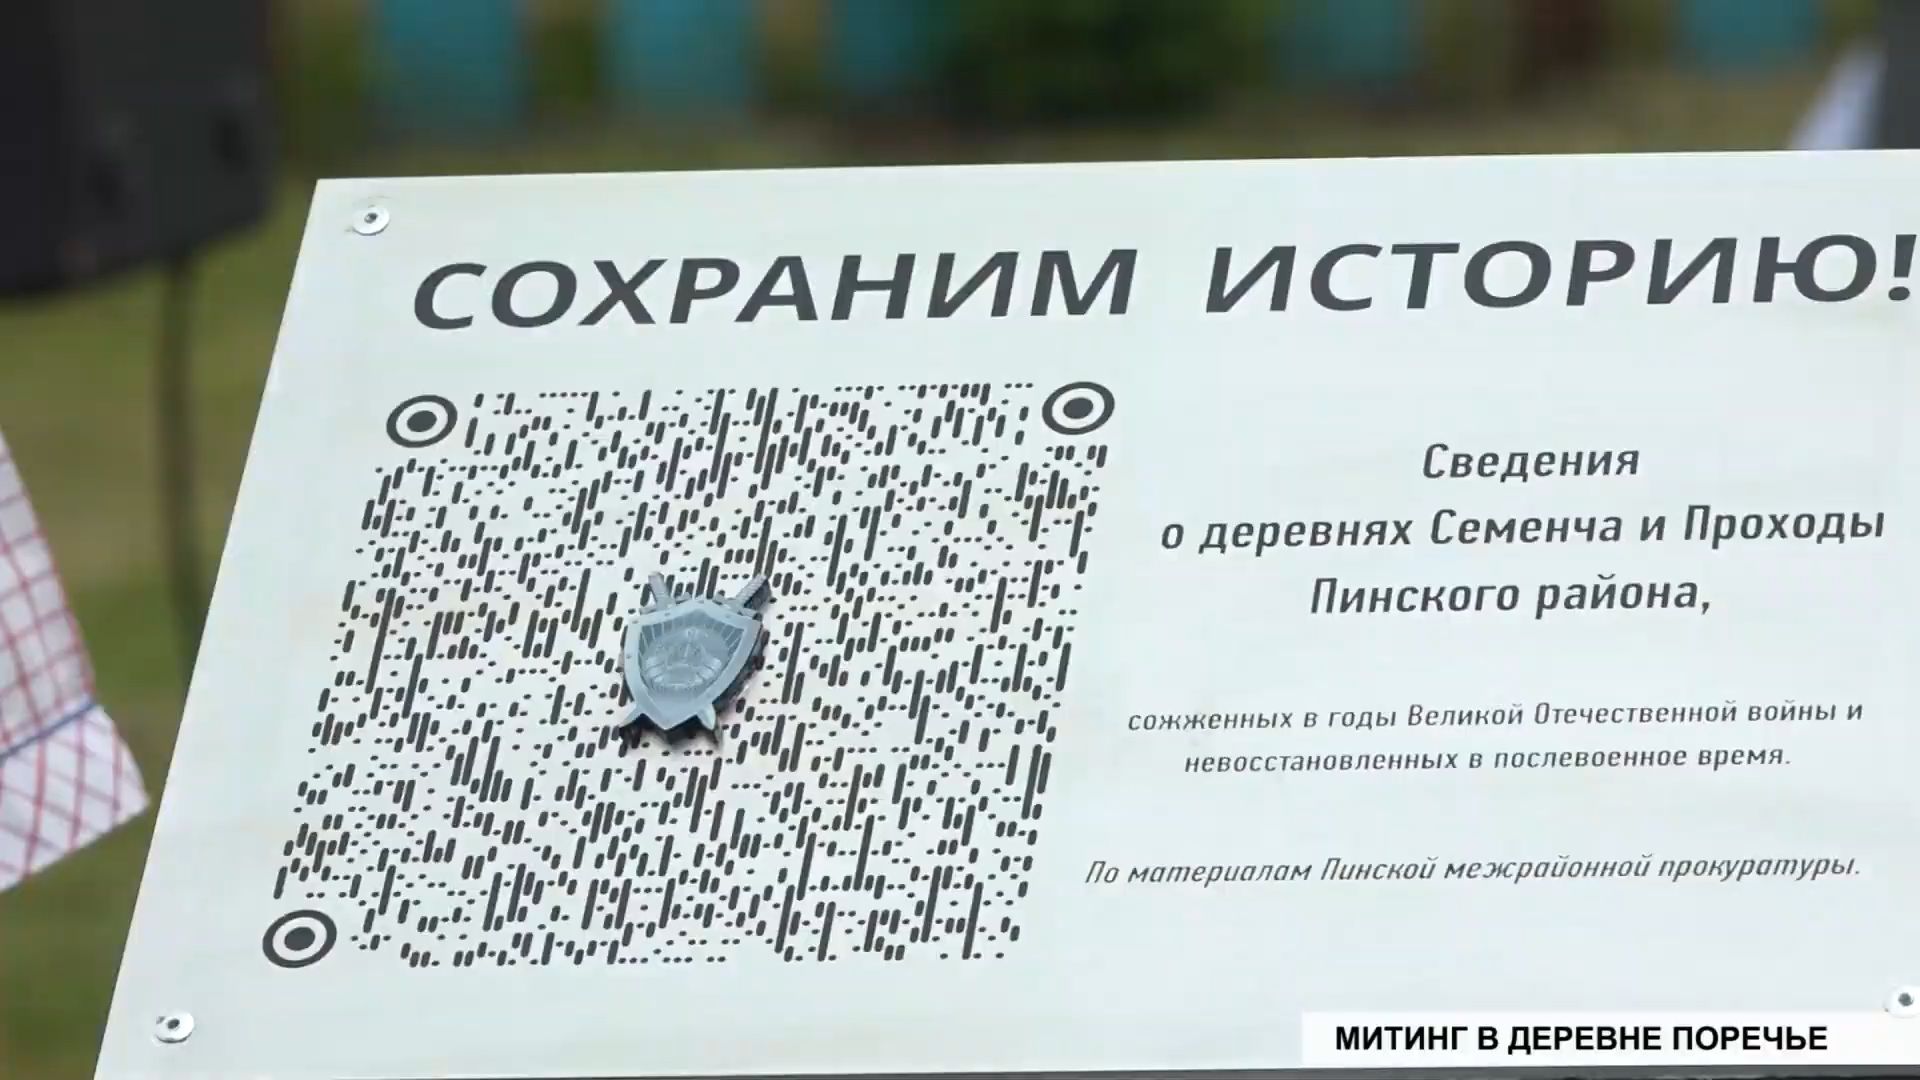 СОХРАНИМ ИСТОРИЮ!
Сведения
о деревнях Семенча и Проходы
Пинского района,
сожженных в годы Великой Отечественной войны и
невосстановленных в послевоенное время.
По материалам Пинской межрайонной прокуратуры.
МИТИНГ В ДЕРЕВНЕ ПОРЕЧЬЕ